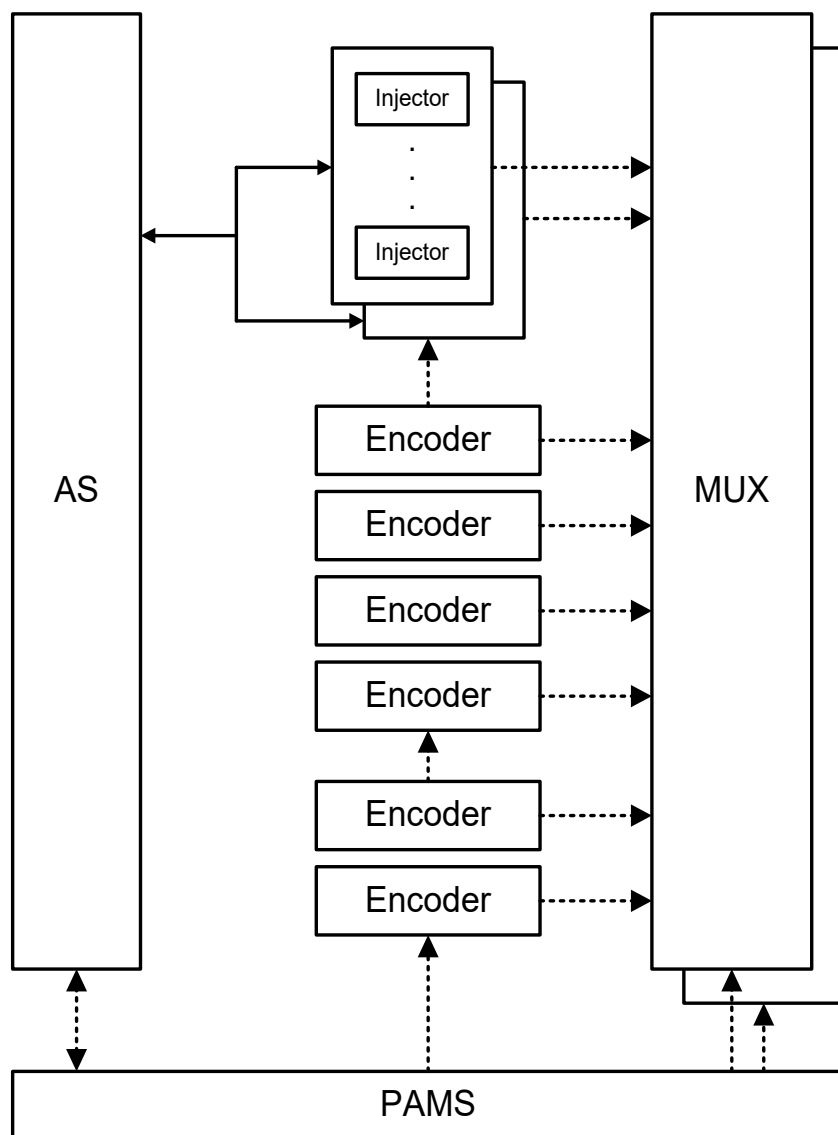 Injector
.
.
.
Injector
Encoder
AS
MUX
Encoder
Encoder
Encoder
Encoder
Encoder
PAMS